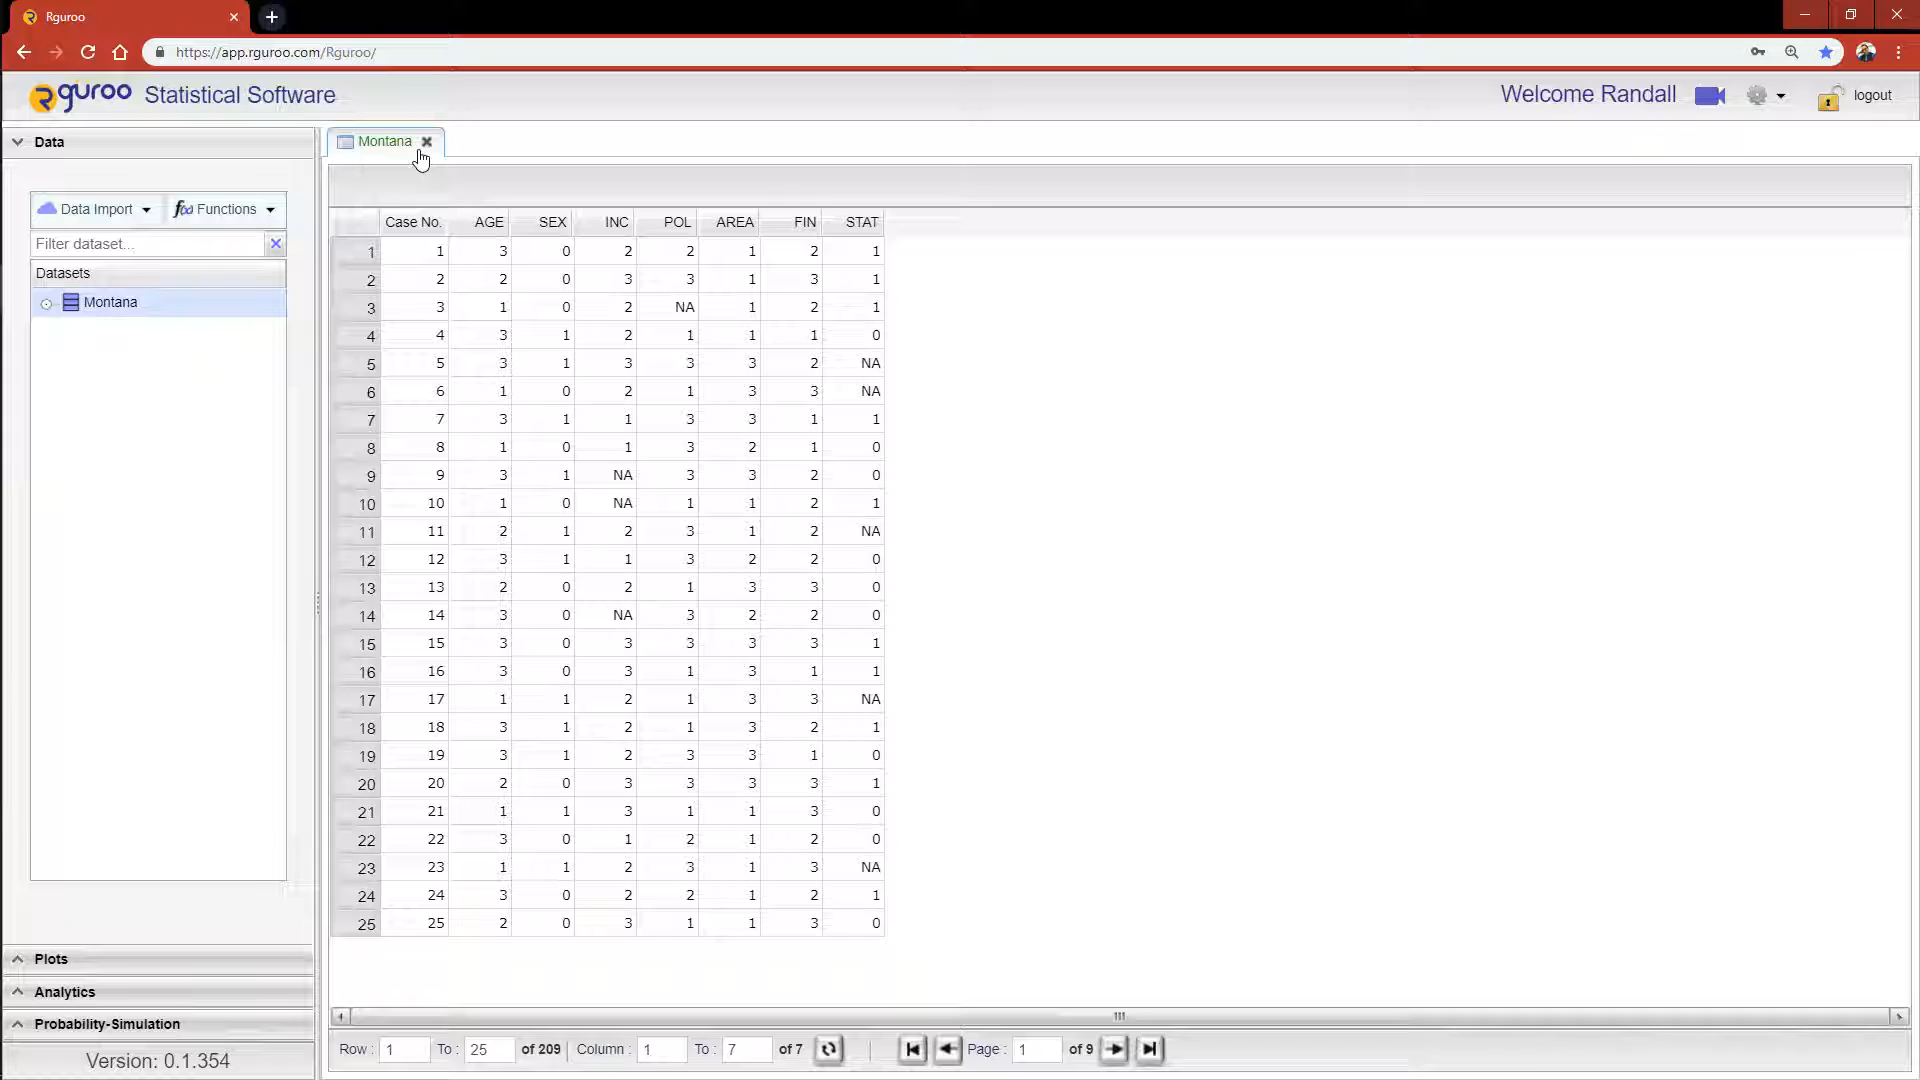 Rguroo
https://app.rguroo.com/Rguroo/
Rguroo Statistical Software
Welcome Randall
logout
Data
Montana
Data Import
f(x) Functions
Filter dataset...
Datasets
Montana
Case No. AGE SEX INC POL AREA FIN STAT
1 1 3 0 2 2 1 2 1
2 2 2 0 3 3 1 3 1
3 3 1 0 2 NA 1 2 1
4 4 3 1 2 1 1 1 0
5 5 3 1 3 3 3 2 NA
6 6 1 0 2 1 3 3 NA
7 7 3 1 1 3 3 1 1
8 8 1 0 1 3 2 1 0
9 9 3 1 NA 3 3 2 0
10 10 1 0 NA 1 1 2 1
11 11 2 1 2 3 1 2 NA
12 12 3 1 1 3 2 2 0
13 13 2 0 2 1 3 3 0
14 14 3 0 NA 3 2 2 0
15 15 3 0 3 3 3 3 1
16 16 3 0 3 1 3 1 1
17 17 1 1 2 1 3 3 NA
18 18 3 1 2 1 3 2 1
19 19 3 1 2 3 3 1 0
20 20 2 0 3 3 3 3 1
21 21 1 1 3 1 1 3 0
22 22 3 0 1 2 1 2 0
23 23 1 1 2 3 1 3 NA
24 24 3 0 2 2 1 2 1
25 25 2 0 3 1 1 3 0
Plots
Analytics
Probability-Simulation
Version: 0.1.354
Row : 1 To : 25 of 209 Column : 1 To : 7 of 7 Page : 1 of 9